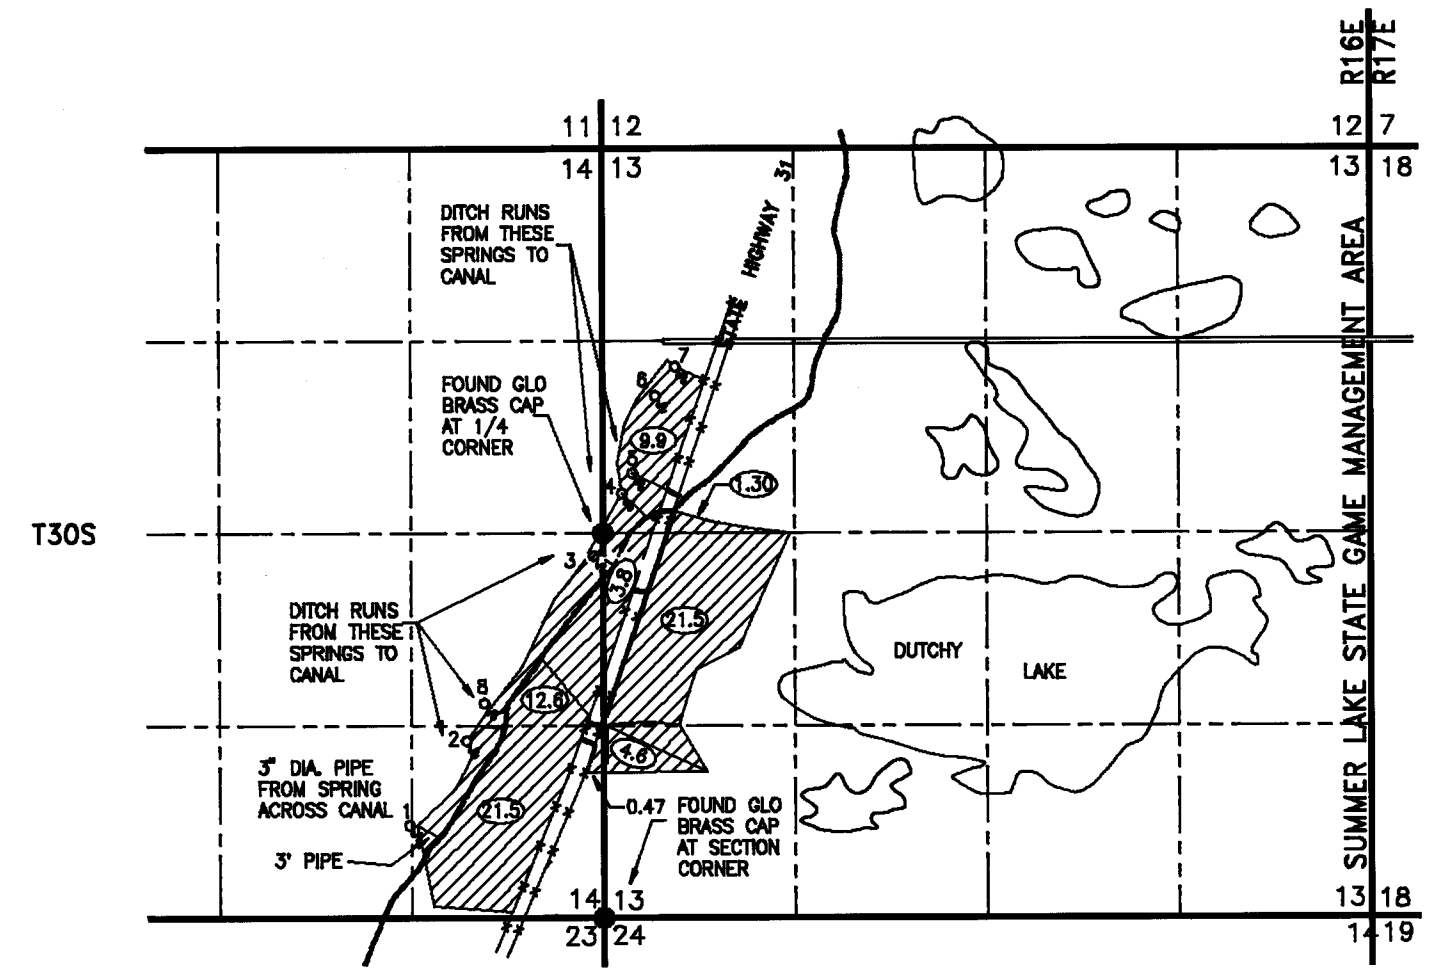 R16E
R17E
11 12
12 7
14 13
13 18
31
STATE HIGHWAY
DITCH RUNS
FROM THESE
SPRINGS TO
CANAL
SUMMER LAKE STATE GAME MANAGEMENT AREA
7
6
FOUND GLO
BRASS CAP
AT 1/4
CORNER
9.9
5
4
1.30
T30S
3
3.8
DITCH RUNS
FROM THESE
SPRINGS TO
CANAL
21.5
DUTCHY
LAKE
8
12.6
2
4.6
3" DIA. PIPE
FROM SPRING
ACROSS CANAL
1
21.5
0.47
FOUND GLO
BRASS CAP
AT SECTION
CORNER
3' PIPE
14 13
13 18
23 24
14 19